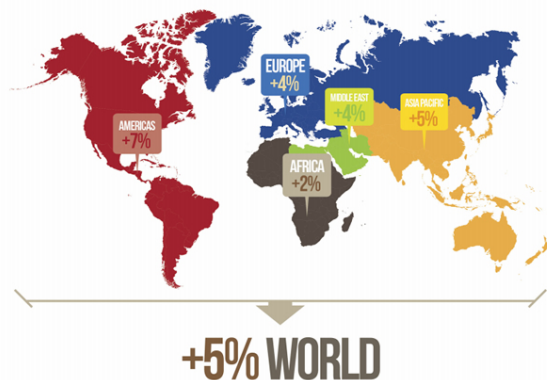 EUROPE
+4%
MIDDLE EAST
+4%
ASIA PACIFIC
+5%
AMERICAS
+7%
AFRICA
+2%
+5% WORLD